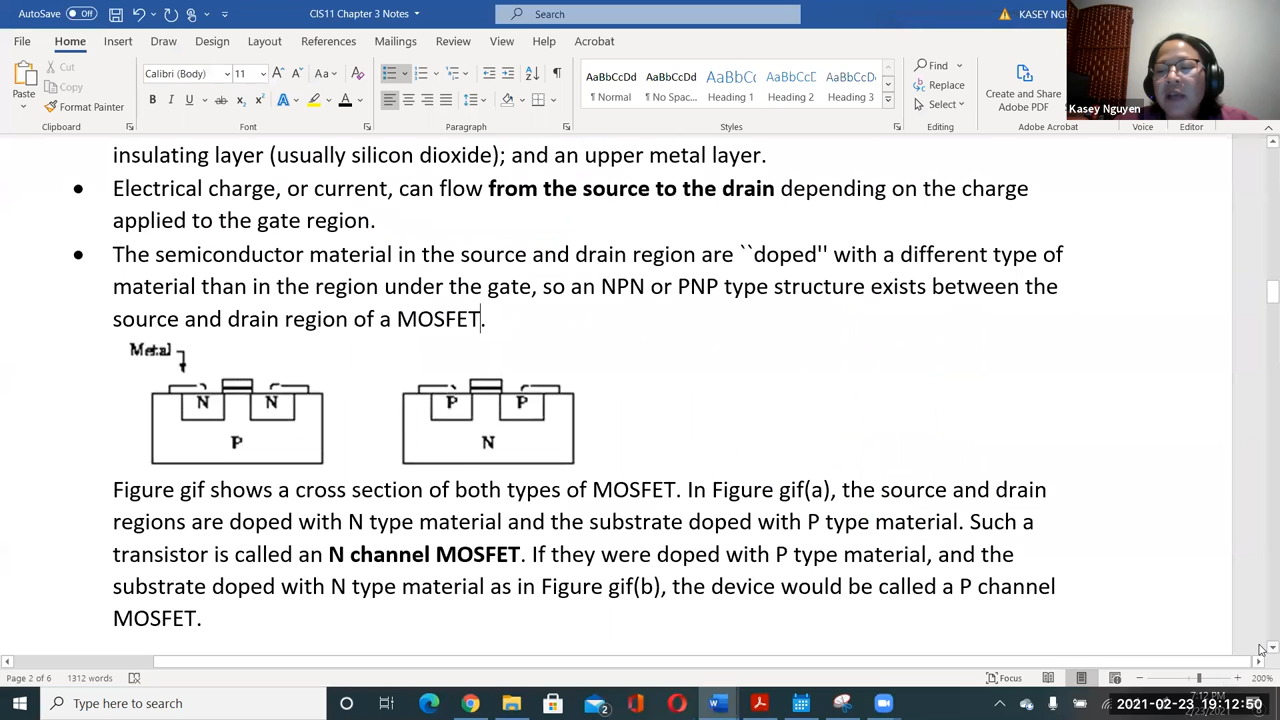 AutoSave Off CIS11 Chapter 3 Notes Search KASEY NG
File Home Insert Draw Design Layout References Mailings Review View Help Acrobat
Cut Calibri (Body) 11 Aa AaBbCcDd AaBbCcDd AaBbCc AaBbCcD AaBbCcD Find
Paste Copy Replace Create and Share
Format Painter B I U ab x₂ x² A A Normal No Spac... Heading 1 Heading 2 Heading 3 Select Adobe PDF Kasey Nguyen
Clipboard Font Paragraph Styles Editing Adobe Acrobat Voice Editor
insulating layer (usually silicon dioxide); and an upper metal layer.
• Electrical charge, or current, can flow from the source to the drain depending on the charge
applied to the gate region.
• The semiconductor material in the source and drain region are ``doped'' with a different type of
material than in the region under the gate, so an NPN or PNP type structure exists between the
source and drain region of a MOSFET.
Metal
N N P P
P N
Figure gif shows a cross section of both types of MOSFET. In Figure gif(a), the source and drain
regions are doped with N type material and the substrate doped with P type material. Such a
transistor is called an N channel MOSFET. If they were doped with P type material, and the
substrate doped with N type material as in Figure gif(b), the device would be called a P channel
MOSFET.
Page 2 of 6 1312 words Focus 200%
Type here to search 2 7:12 PM
2021-02-23 19:12:50